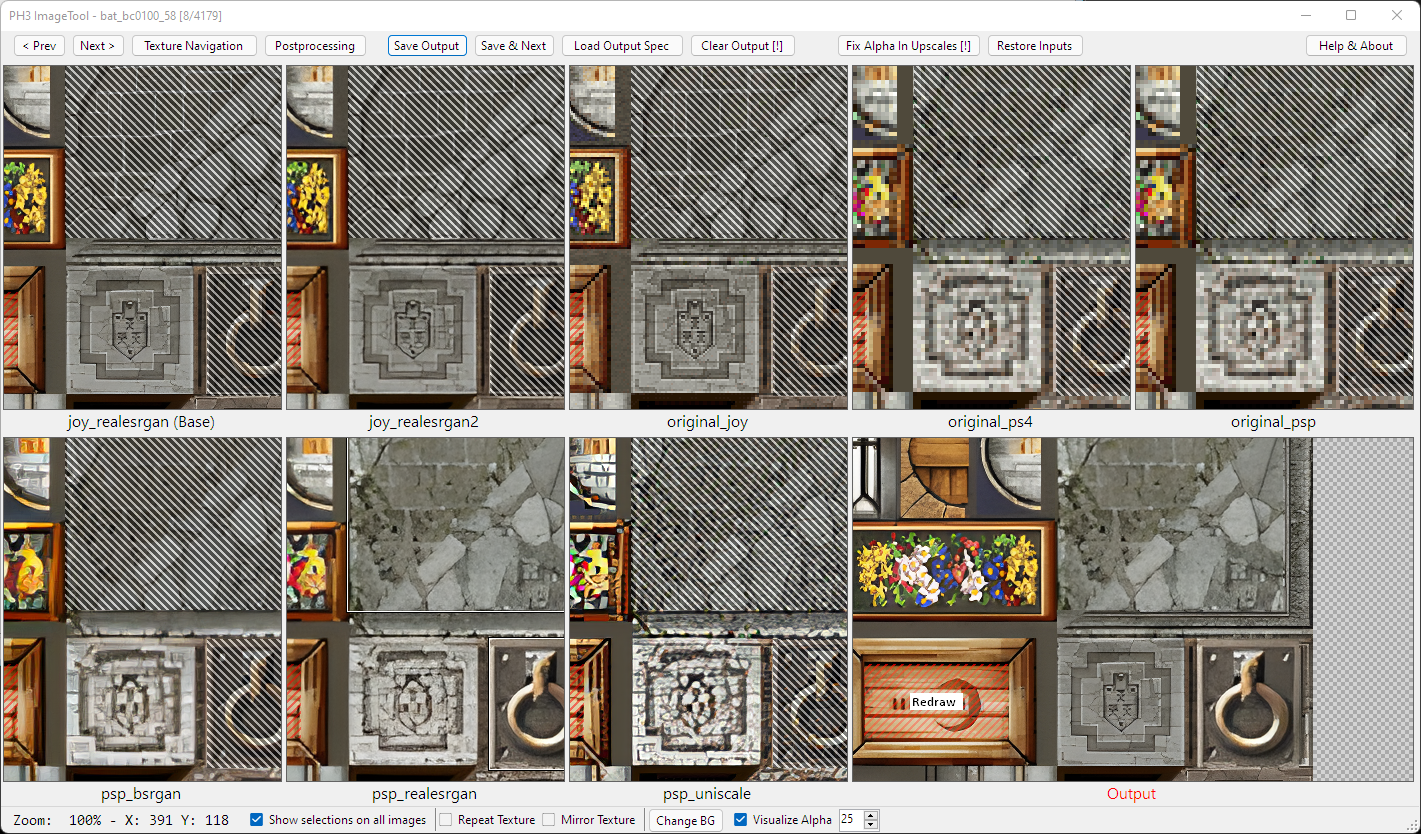 PH3 ImageTool - bat_bc0100_58 [8/4179]
< Prev Next > Texture Navigation Postprocessing Save Output Save & Next Load Output Spec Clear Output [!] Fix Alpha In Upscales [!] Restore Inputs Help & About
joy_realesrgan (Base) joy_realesrgan2 original_joy original_ps4 original_psp
Redraw
psp_bsrgan psp_realesrgan psp_uniscale Output
Zoom: 100% - X: 391 Y: 118 Show selections on all images Repeat Texture Mirror Texture Change BG Visualize Alpha 25